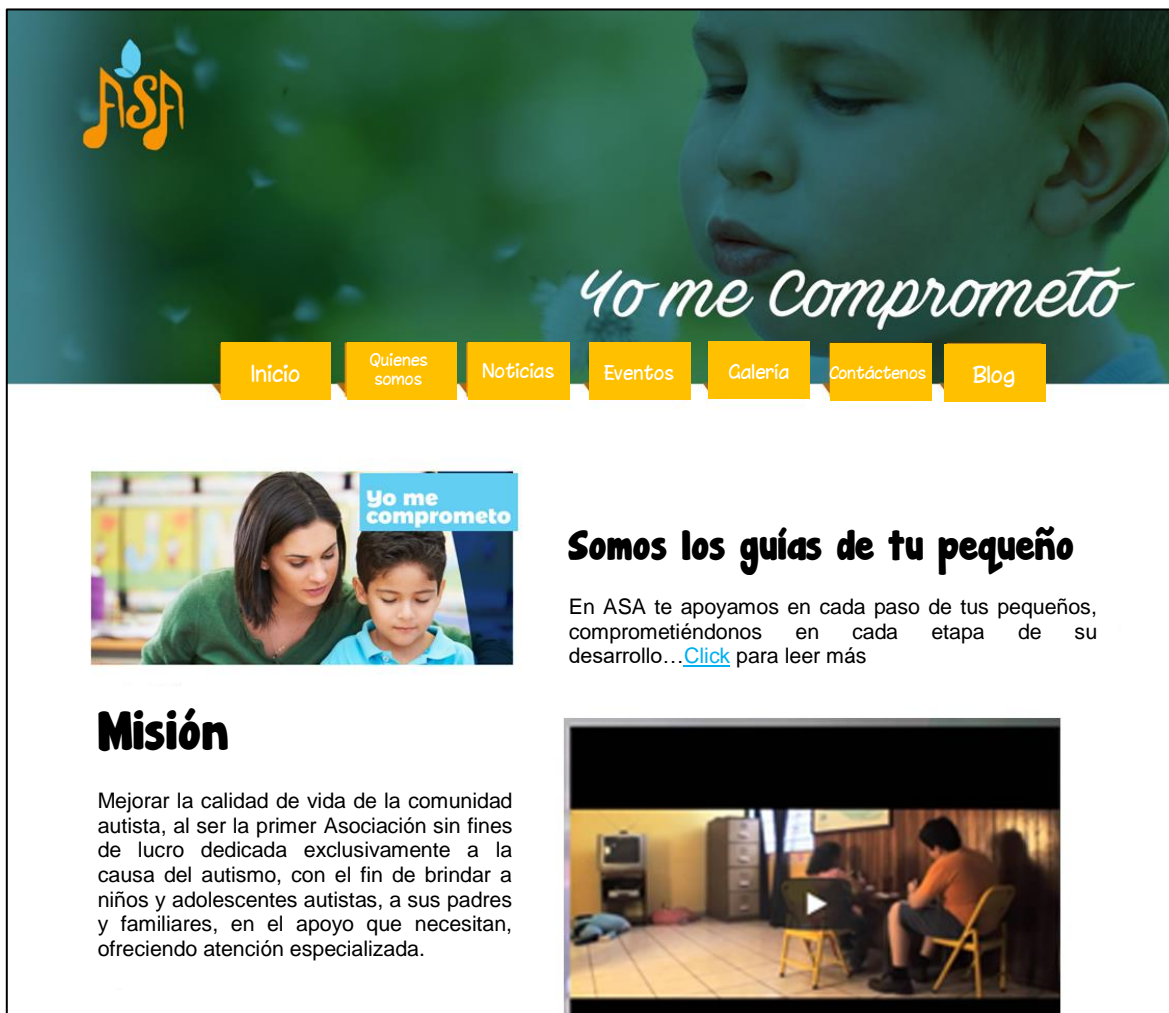 ASA
Yo me Comprometo
Inicio
Quienes
somos
Noticias
Eventos
Galería
Contáctenos
Blog
Yo me
comprometo
Somos los guías de tu pequeño
En ASA te apoyamos en cada paso de tus pequeños,
comprometiéndonos en cada etapa de su
desarrollo…Click para leer más
Misión
Mejorar la calidad de vida de la comunidad
autista, al ser la primer Asociación sin fines
de lucro dedicada exclusivamente a la
causa del autismo, con el fin de brindar a
niños y adolescentes autistas, a sus padres
y familiares, en el apoyo que necesitan,
ofreciendo atención especializada.